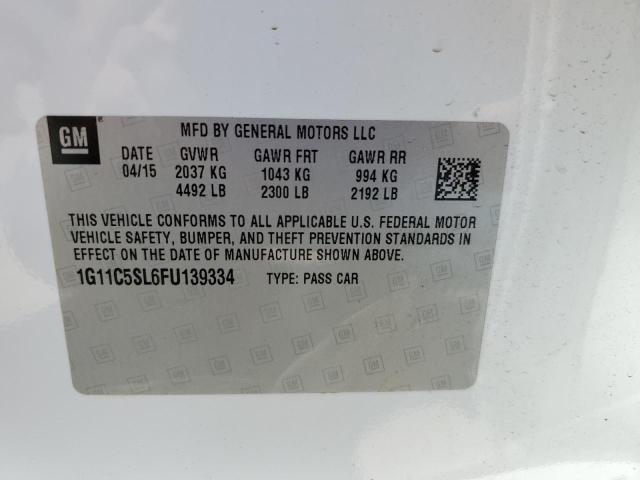 GM
MFD BY GENERAL MOTORS LLC
DATE GVWR GAWR FRT GAWR RR
04/15 2037 KG 1043 KG 994 KG
4492 LB 2300 LB 2192 LB
THIS VEHICLE CONFORMS TO ALL APPLICABLE U.S. FEDERAL MOTOR
VEHICLE SAFETY, BUMPER, AND THEFT PREVENTION STANDARDS IN
EFFECT ON THE DATE OF MANUFACTURE SHOWN ABOVE.
1G11C5SL6FU139334 TYPE: PASS CAR